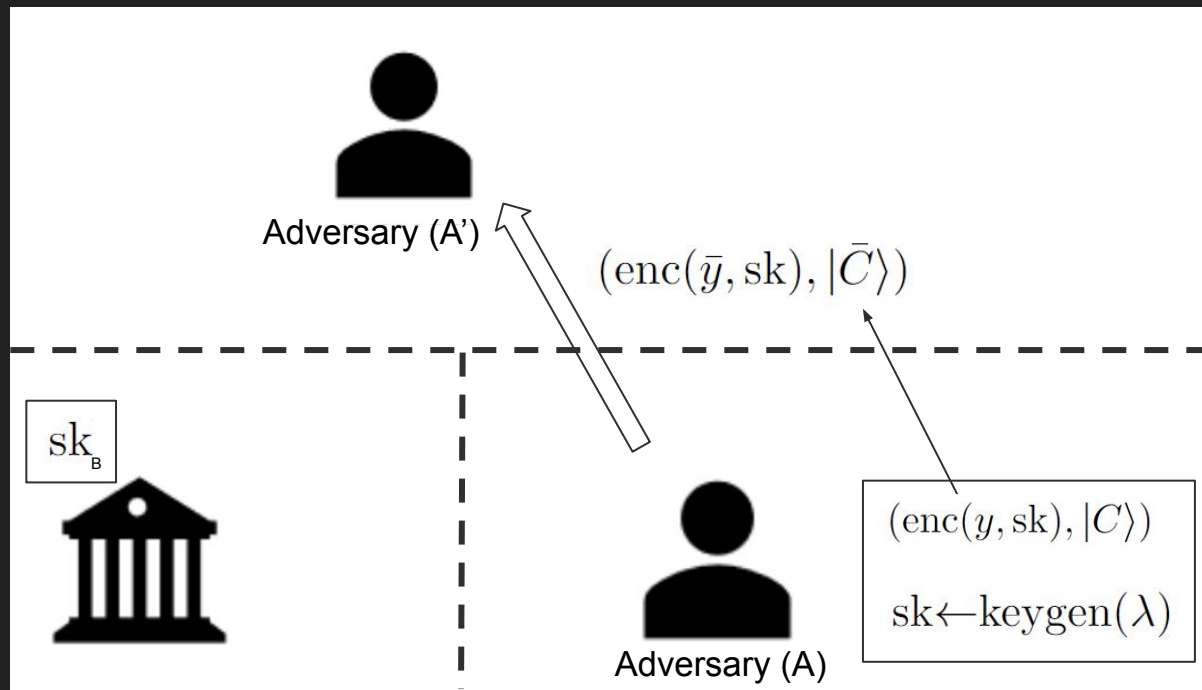 Adversary (A')
(enc(ȳ, sk), |C̄⟩)
sk_B
(enc(y, sk), |C⟩)
sk←keygen(λ)
Adversary (A)